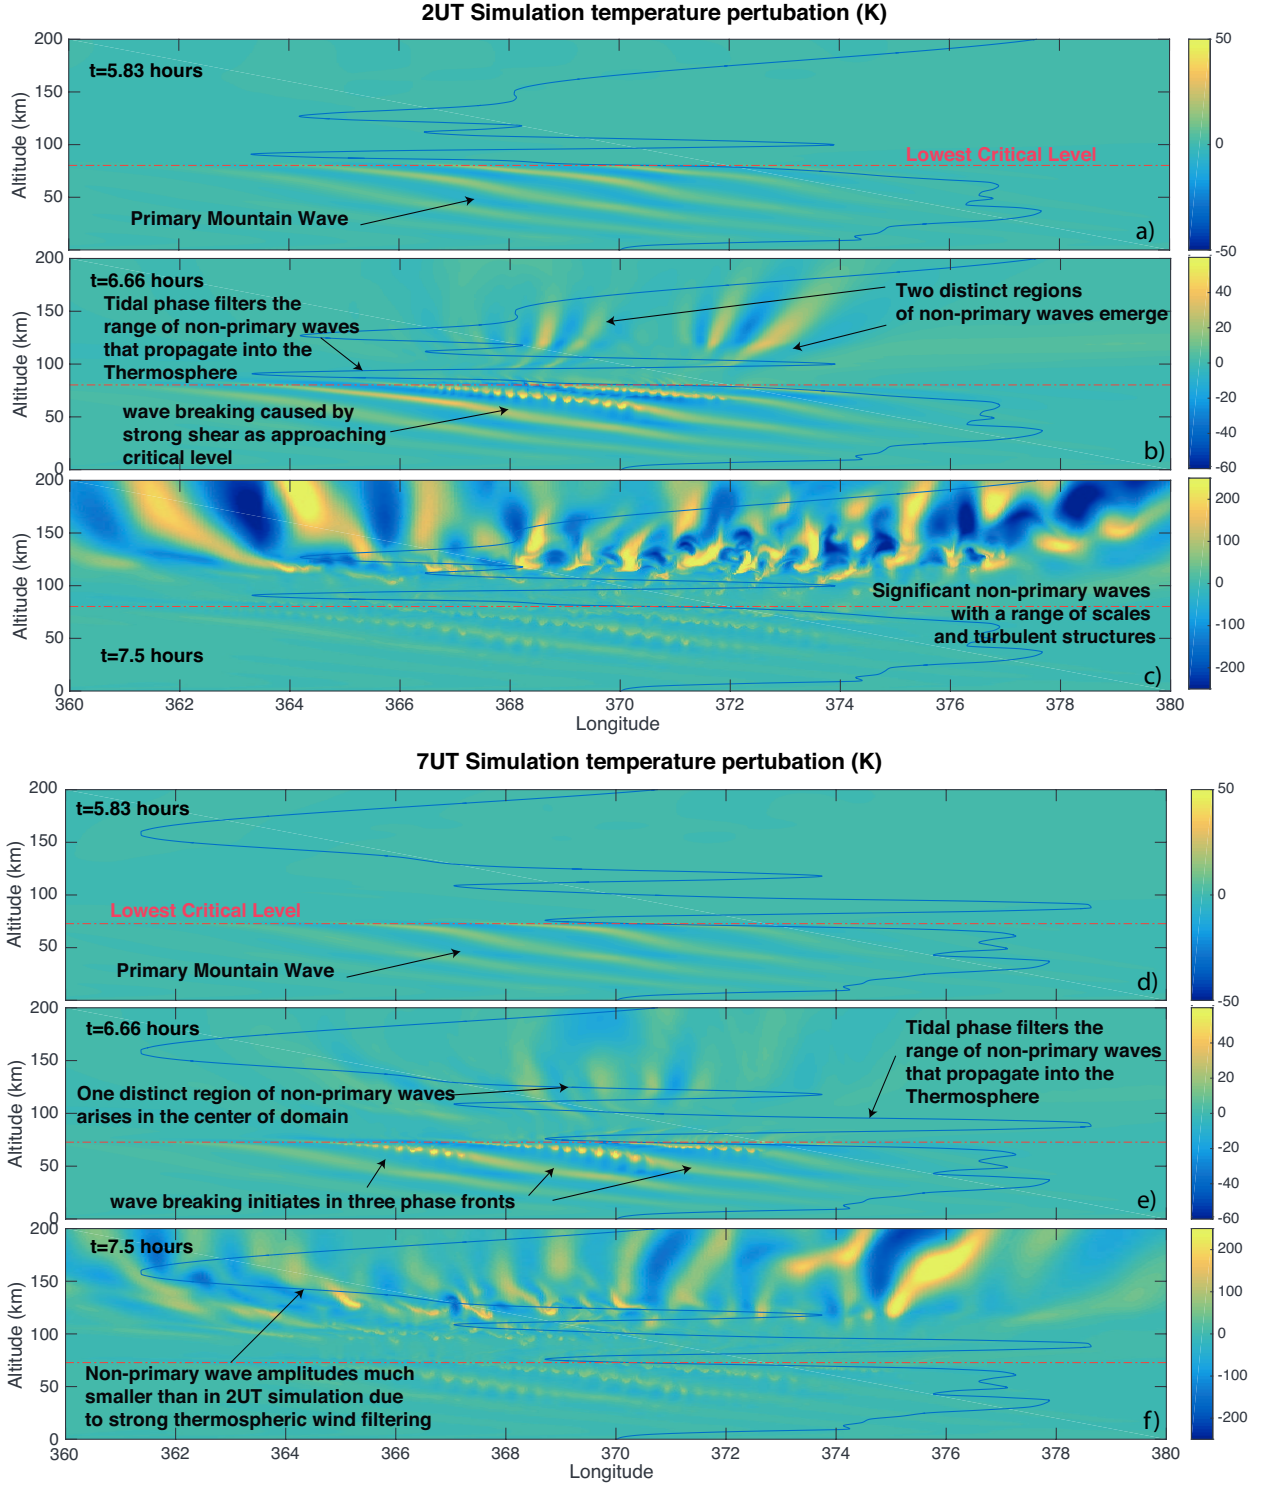 2UT Simulation temperature pertubation (K)
200
150
100
50
Altitude (km)
t=5.83 hours
Lowest Critical Level
Primary Mountain Wave
a)
50
0
-50
200
150
100
50
0
Altitude (km)
t=6.66 hours
Tidal phase filters the
range of non-primary waves
that propagate into the
Thermosphere
wave breaking caused by
strong shear as approaching
critical level
Two distinct regions
of non-primary waves emerge
b)
60
40
20
0
-20
-40
-60
200
150
100
50
0
Altitude (km)
Significant non-primary waves
with a range of scales
and turbulent structures
t=7.5 hours
c)
200
100
0
-100
-200
360 362 364 366 368 370 372 374 376 378 380
Longitude
7UT Simulation temperature pertubation (K)
200
150
100
50
0
Altitude (km)
t=5.83 hours
Lowest Critical Level
Primary Mountain Wave
d)
50
0
-50
200
150
100
50
0
Altitude (km)
t=6.66 hours
Tidal phase filters the
range of non-primary waves
that propagate into the
Thermosphere
One distinct region of non-primary waves
arises in the center of domain
wave breaking initiates in three phase fronts
e)
60
40
20
0
-20
-40
-60
200
150
100
50
0
Altitude (km)
t=7.5 hours
Non-primary wave amplitudes much
smaller than in 2UT simulation due
to strong thermospheric wind filtering
f)
200
100
0
-100
-200
360 362 364 366 368 370 372 374 376 378 380
Longitude